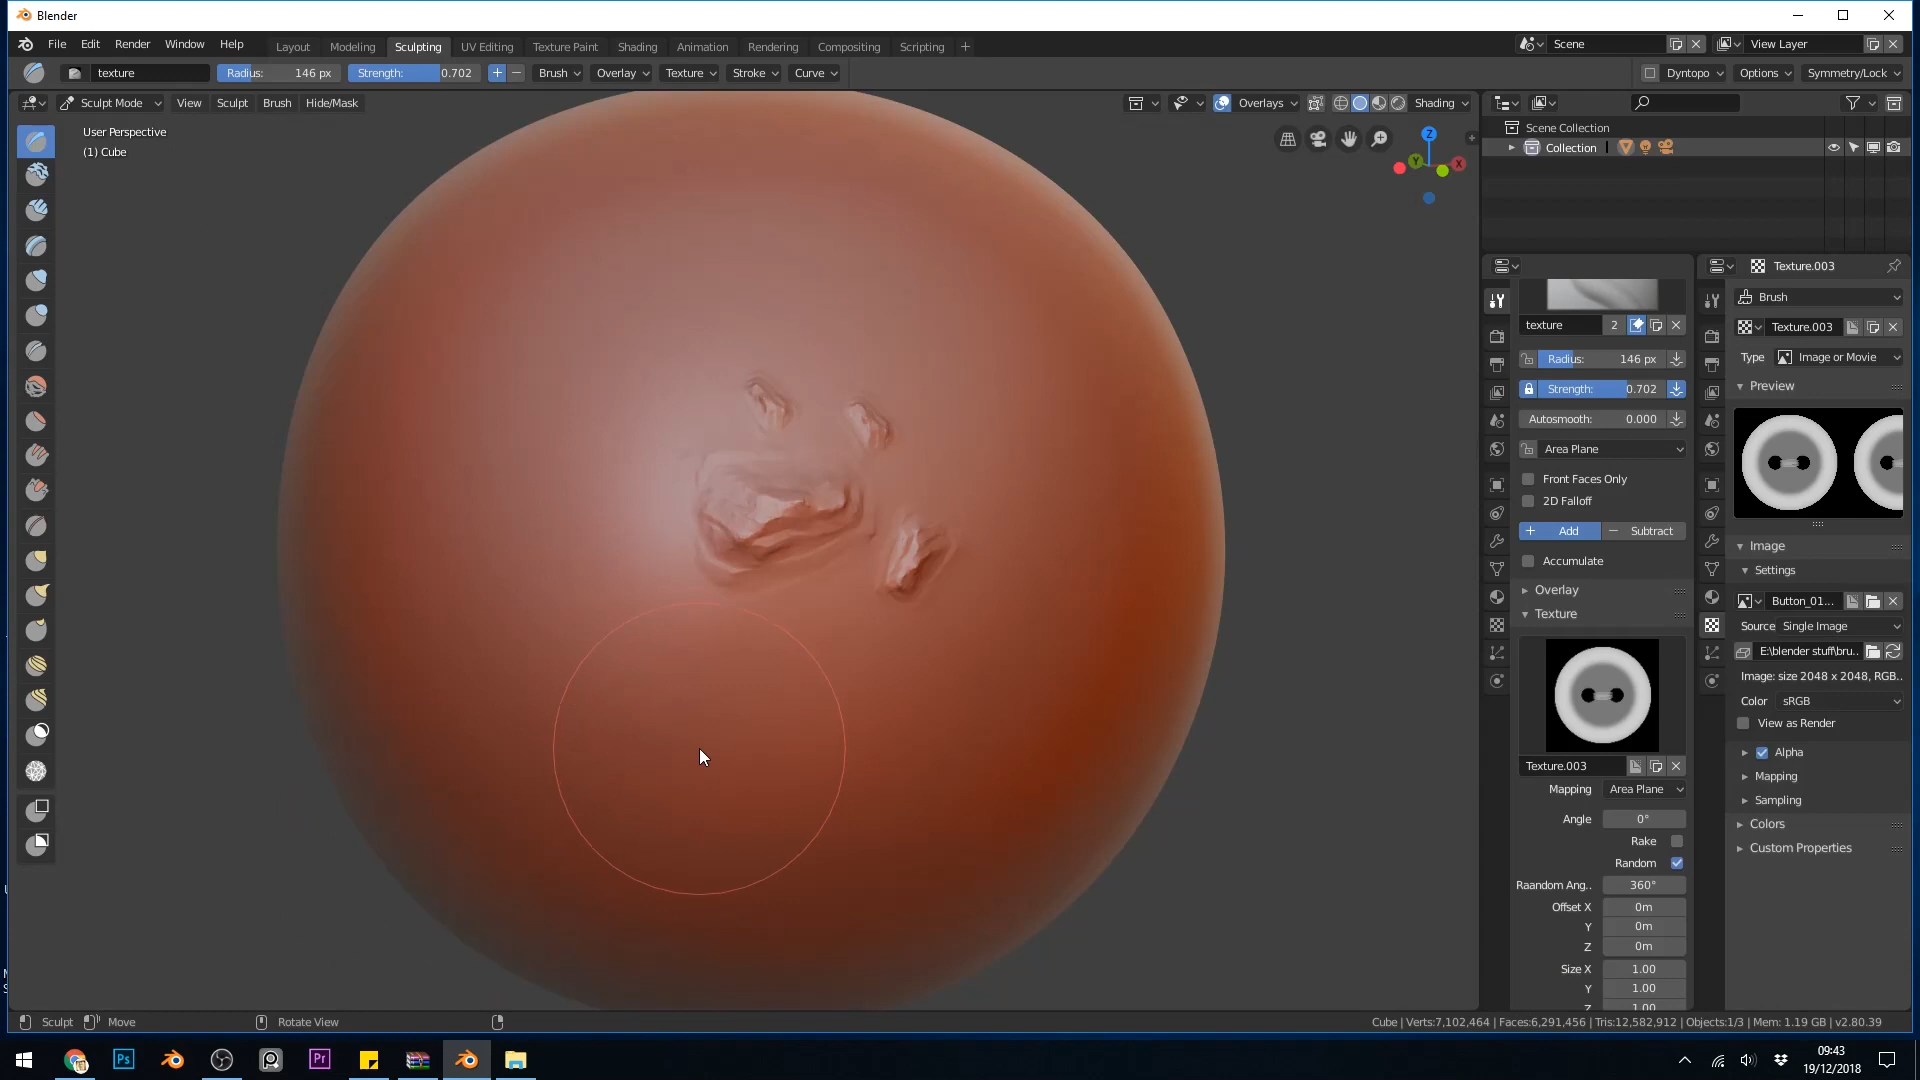 Blender
File Edit Render Window Help
Layout Modeling Sculpting UV Editing Texture Paint Shading Animation Rendering Compositing Scripting +
Scene
View Layer
texture
Radius: 146 px
Strength: 0.702
Brush Overlay Texture Stroke Curve
Dyntopo Options Symmetry/Lock
Sculpt Mode View Sculpt Brush Hide/Mask
Overlays Shading
User Perspective
(1) Cube
Z
Y
X
Scene Collection
Collection
texture 2
Radius: 146 px
Strength: 0.702
Autosmooth: 0.000
Area Plane
Front Faces Only
2D Falloff
+ Add − Subtract
Accumulate
Overlay
Texture
Texture.003
Mapping Area Plane
Angle 0°
Rake
Random
Raandom Ang.. 360°
Offset X 0m
Y 0m
Z 0m
Size X 1.00
Y 1.00
Z 1.00
Texture.003
Brush
Texture.003
Type Image or Movie
Preview
Image
Settings
Button_01...
Source Single Image
E:\blender stuff\bru..
Image: size 2048 x 2048, RGB..
Color sRGB
View as Render
Alpha
Mapping
Sampling
Colors
Custom Properties
Sculpt Move Rotate View
Cube | Verts:7,102,464 | Faces:6,291,456 | Tris:12,582,912 | Objects:1/3 | Mem: 1.19 GB | v2.80.39
Ps
Pr
09:43
19/12/2018